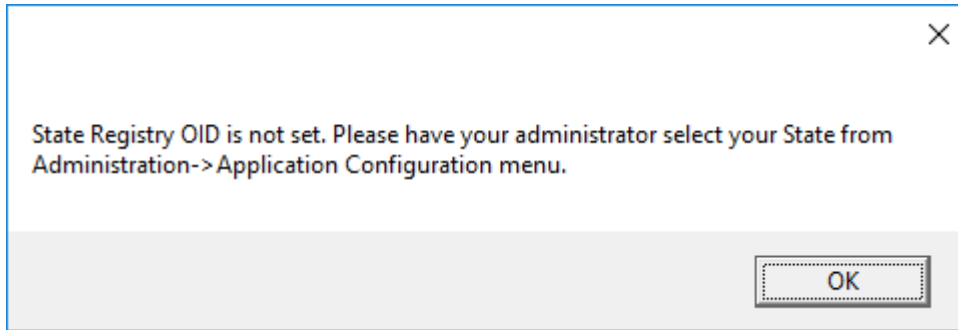 State Registry OID is not set. Please have your administrator select your State from
Administration->Application Configuration menu.
OK